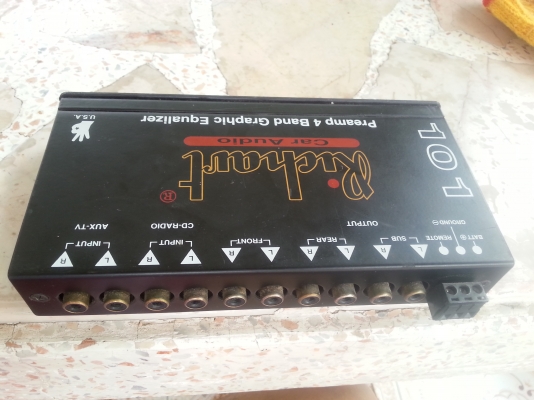 BATT ⊕ REMOTE GROUND ⊖
L R L R L R L R L R
SUB REAR FRONT INPUT INPUT
OUTPUT CD-RADIO AUX-TV
101
Richart ®
Car Audio
Preamp 4 Band Graphic Equalizer
U.S.A